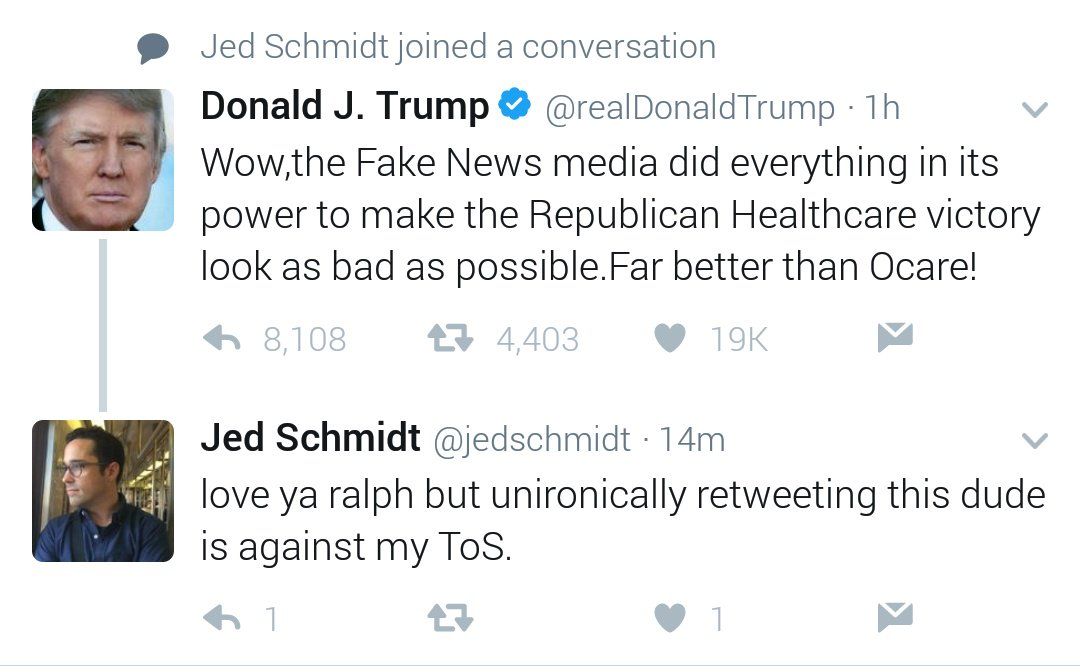 Jed Schmidt joined a conversation
Donald J. Trump @realDonaldTrump · 1h
Wow,the Fake News media did everything in its
power to make the Republican Healthcare victory
look as bad as possible.Far better than Ocare!
8,108 4,403 19K
Jed Schmidt @jedschmidt · 14m
love ya ralph but unironically retweeting this dude
is against my ToS.
1 1